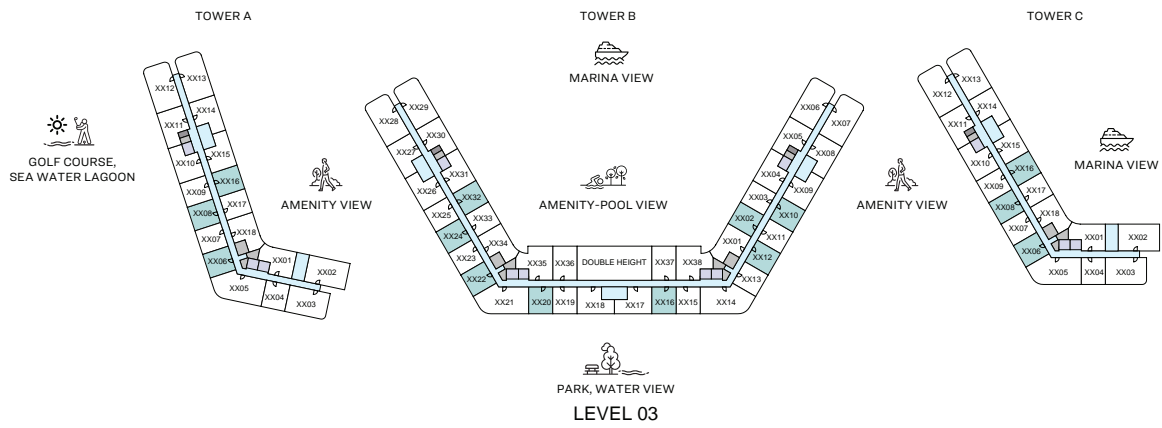 TOWER A
TOWER B
TOWER C
MARINA VIEW
GOLF COURSE,
SEA WATER LAGOON
AMENITY VIEW
AMENITY-POOL VIEW
AMENITY VIEW
MARINA VIEW
XX12
XX13
XX11
XX14
XX10
XX15
XX16
XX09
XX08
XX17
XX07
XX18
XX06
XX01
XX02
XX05
XX04
XX03
XX29
XX28
XX30
XX27
XX31
XX26
XX32
XX25
XX33
XX24
XX34
XX23
XX22
XX21
XX35
XX36
DOUBLE HEIGHT
XX37
XX38
XX20
XX19
XX18
XX17
XX16
XX15
XX14
XX06
XX07
XX05
XX08
XX04
XX09
XX03
XX10
XX02
XX11
XX01
XX12
XX13
XX13
XX12
XX14
XX11
XX15
XX10
XX16
XX09
XX17
XX08
XX18
XX07
XX06
XX01
XX02
XX05
XX04
XX03
PARK, WATER VIEW
LEVEL 03